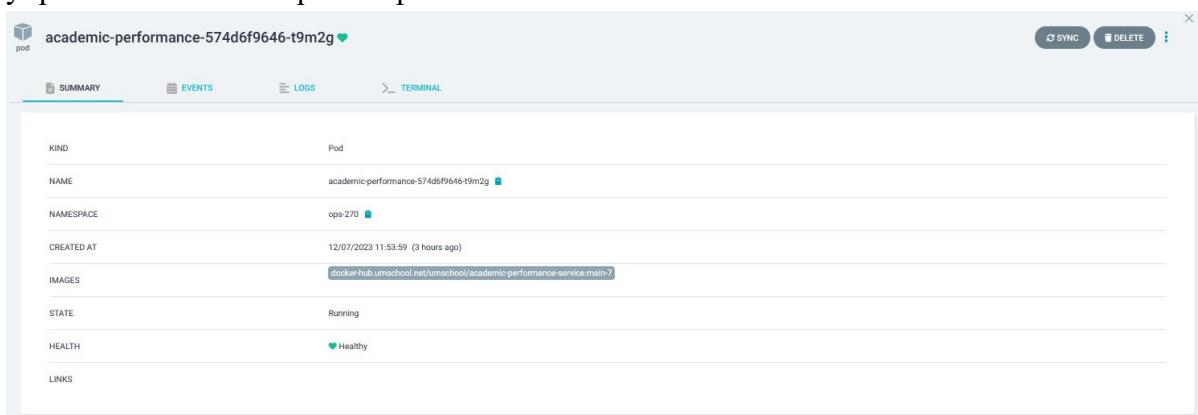 pod
academic-performance-574d6f9646-t9m2g
SYNC
DELETE
SUMMARY
EVENTS
LOGS
TERMINAL
KIND Pod
NAME academic-performance-574d6f9646-t9m2g
NAMESPACE ops-270
CREATED AT 12/07/2023 11:53:59 (3 hours ago)
IMAGES docker-hub.umschool.net/umschool/academic-performance-service:main-7
STATE Running
HEALTH Healthy
LINKS